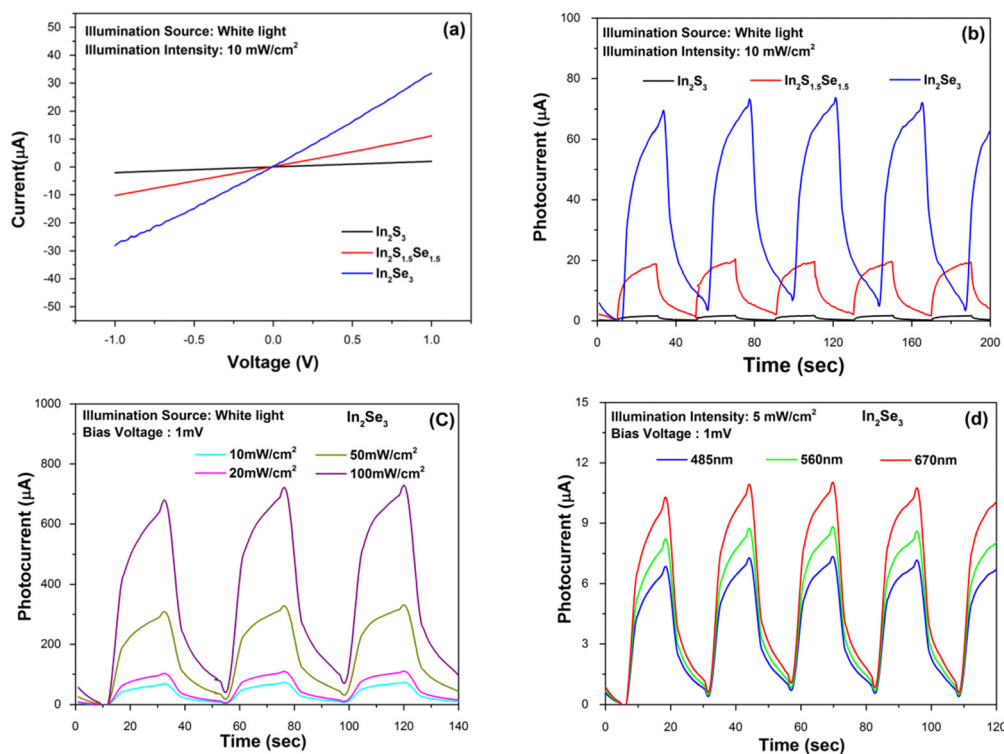 Illumination Source: White light
Illumination Intensity: 10 mW/cm²
(a)
50
40
30
20
10
0
-10
-20
-30
-40
-50
Current(μA)
In₂S₃
In₂S₁.₅Se₁.₅
In₂Se₃
-1.0 -0.5 0.0 0.5 1.0
Voltage (V)
Illumination Source: White light
Illumination Intensity: 10 mW/cm²
(b)
In₂S₃ In₂S₁.₅Se₁.₅ In₂Se₃
100
80
60
40
20
0
Photocurrent (μA)
0 40 80 120 160 200
Time (sec)
Illumination Source: White light In₂Se₃ (C)
Bias Voltage : 1mV
10mW/cm² 50mW/cm²
20mW/cm² 100mW/cm²
1000
800
600
400
200
0
Photocurrent (μA)
0 20 40 60 80 100 120 140
Time (sec)
Illumination Intensity: 5 mW/cm² In₂Se₃ (d)
Bias Voltage : 1mV
485nm 560nm 670nm
15
12
9
6
3
0
Photocurrent (μA)
0 20 40 60 80 100 120
Time (sec)